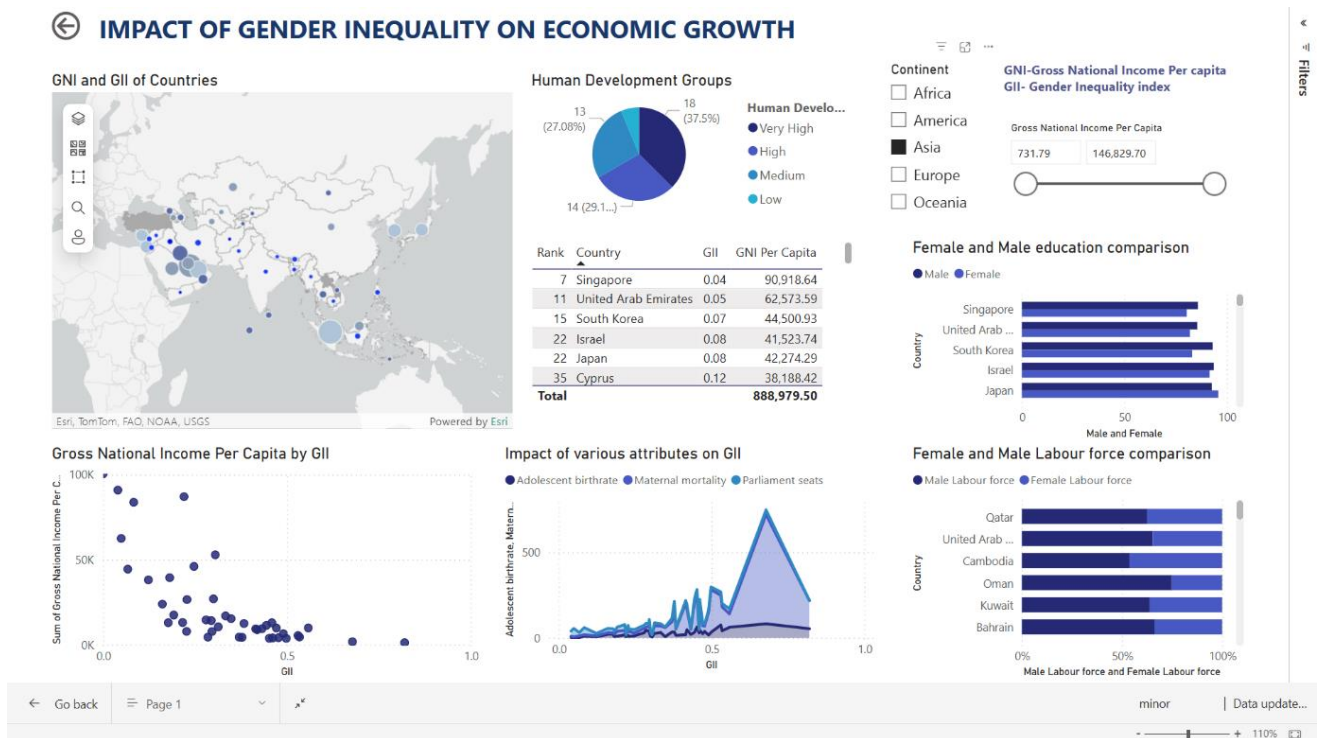 IMPACT OF GENDER INEQUALITY ON ECONOMIC GROWTH
GNI and GII of Countries
Esri, TomTom, FAO, NOAA, USGS
Powered by Esri
Human Development Groups
18
(37.5%)
13
(27.08%)
14 (29.1...)
Human Develo...
Very High
High
Medium
Low
Rank Country GII GNI Per Capita
7 Singapore 0.04 90,918.64
11 United Arab Emirates 0.05 62,573.59
15 South Korea 0.07 44,500.93
22 Israel 0.08 41,523.74
22 Japan 0.08 42,274.29
35 Cyprus 0.12 38,188.42
Total 888,979.50
Continent
Africa
America
Asia
Europe
Oceania
GNI-Gross National Income Per capita
GII- Gender Inequality index
Gross National Income Per Capita
731.79 146,829.70
Filters
Female and Male education comparison
Male Female
Country
Singapore
United Arab ...
South Korea
Israel
Japan
0 50 100
Male and Female
Gross National Income Per Capita by GII
Sum of Gross National Income Per C...
100K
50K
0K
0.0 0.5 1.0
GII
Impact of various attributes on GII
Adolescent birthrate Maternal mortality Parliament seats
Adolescent birthrate, Matern...
500
0
0.0 0.5 1.0
GII
Female and Male Labour force comparison
Male Labour force Female Labour force
Country
Qatar
United Arab ...
Cambodia
Oman
Kuwait
Bahrain
0% 50% 100%
Male Labour force and Female Labour force
Go back
Page 1
minor
| Data update...
- + 110%